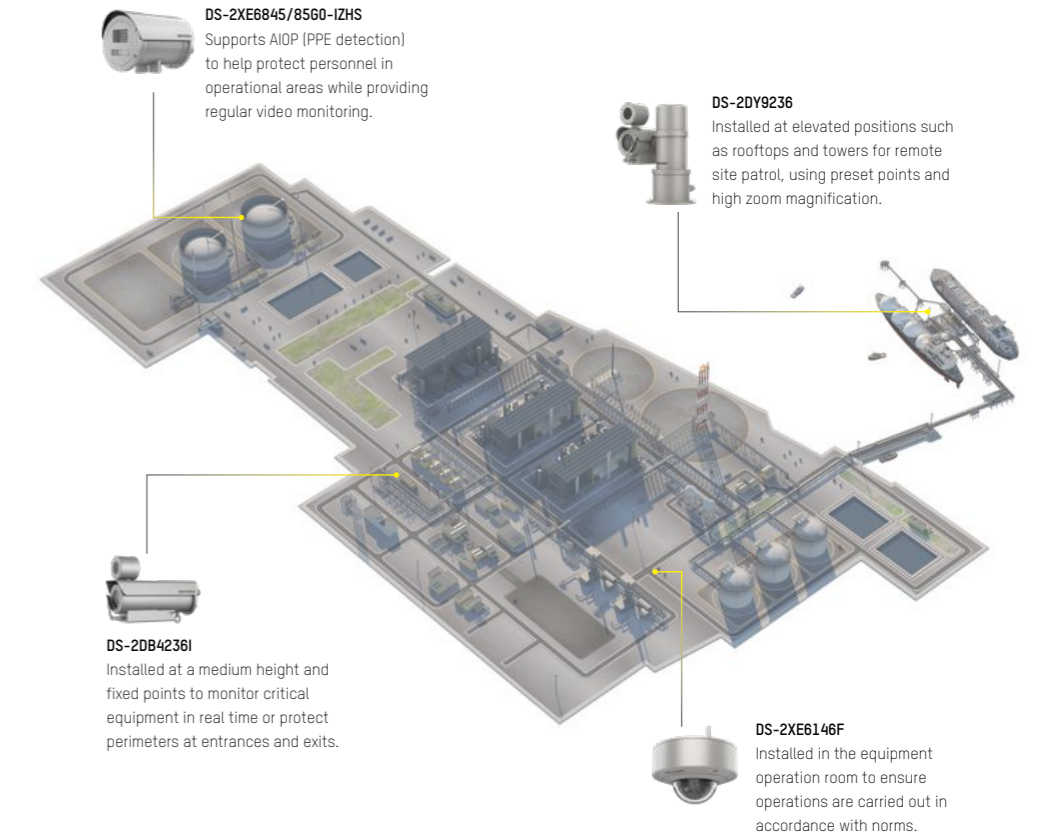 DS-2XE6845/85G0-IZHS
Supports AIOP (PPE detection)
to help protect personnel in
operational areas while providing
regular video monitoring.
DS-2DY9236
Installed at elevated positions such
as rooftops and towers for remote
site patrol, using preset points and
high zoom magnification.
DS-2DB4236I
Installed at a medium height and
fixed points to monitor critical
equipment in real time or protect
perimeters at entrances and exits.
DS-2XE6146F
Installed in the equipment
operation room to ensure
operations are carried out in
accordance with norms.